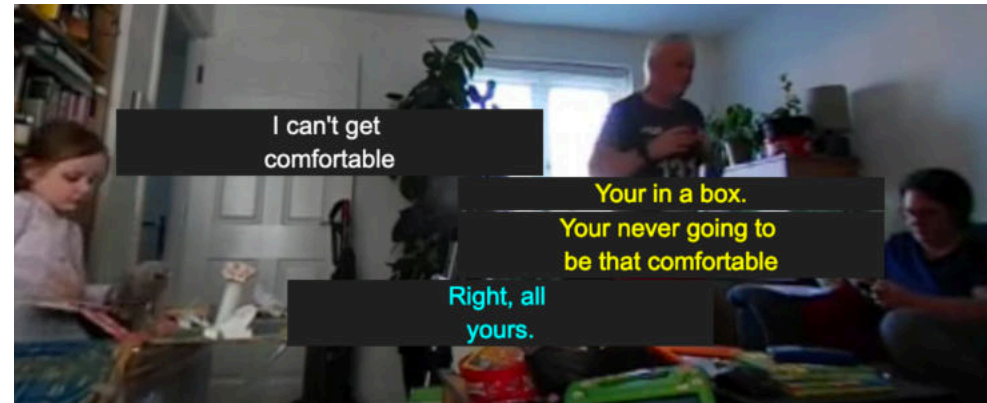 I can't get
comfortable
Your in a box.
Your never going to
be that comfortable
Right, all
yours.